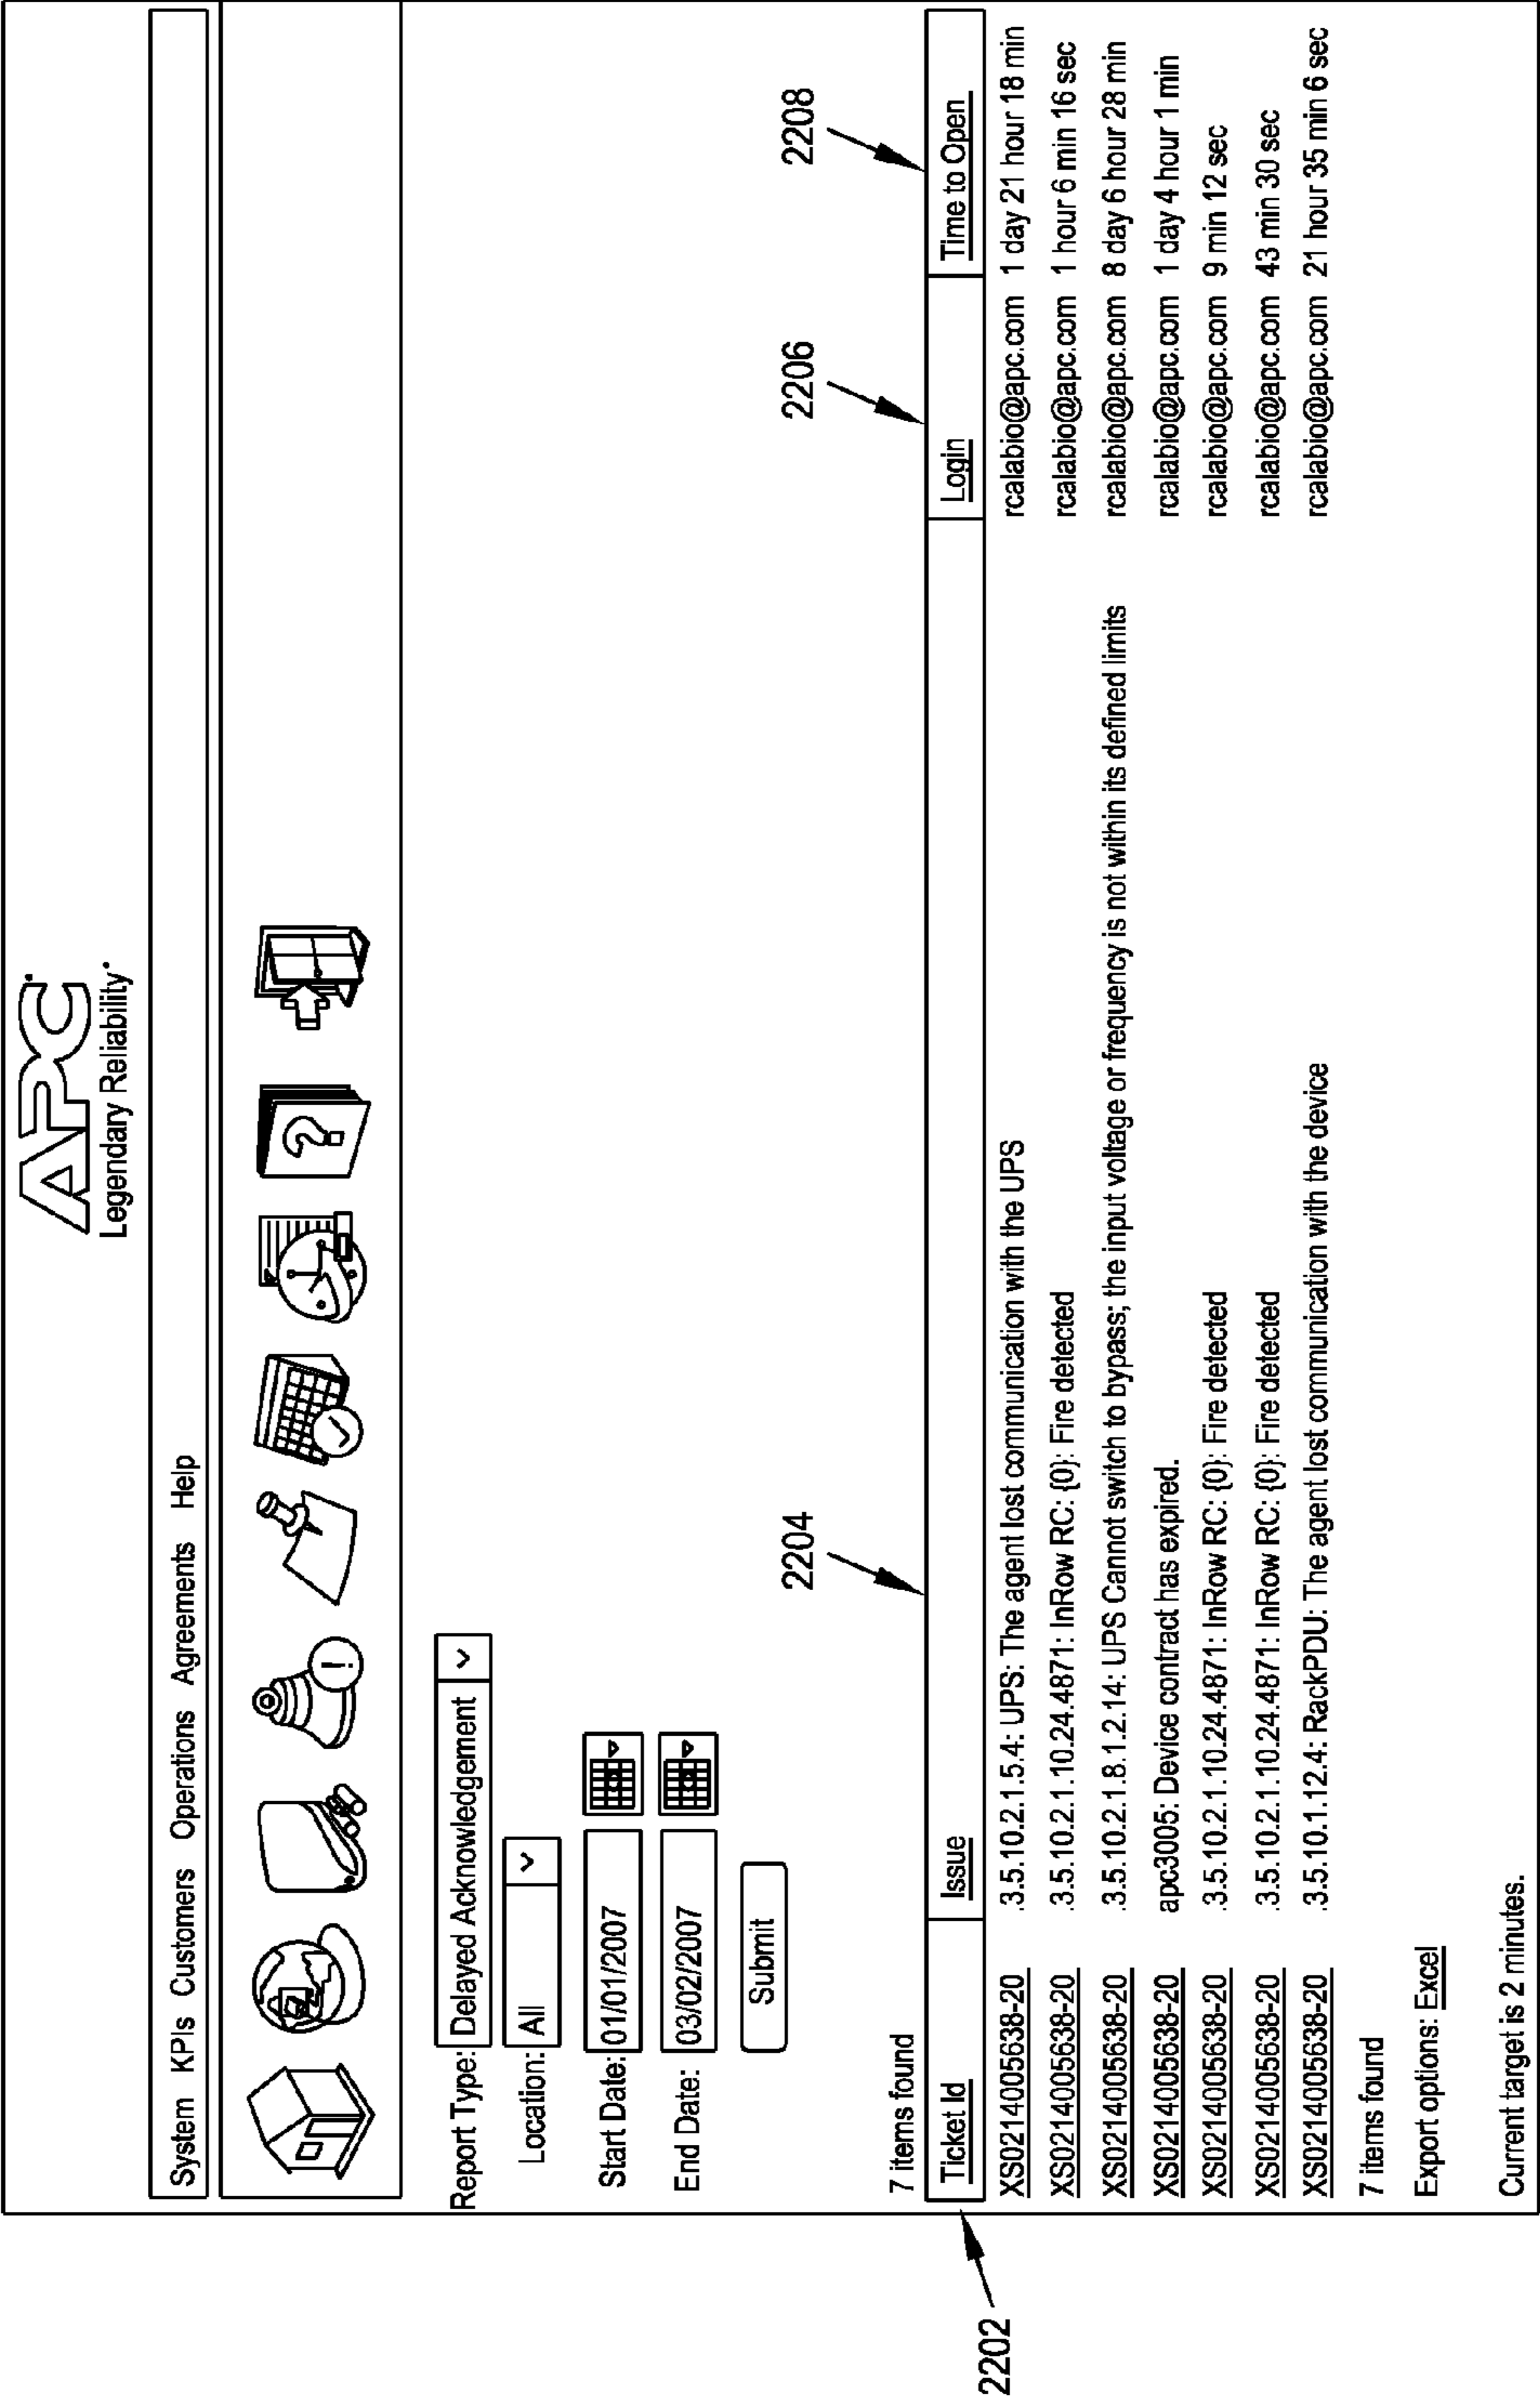 APC
Legendary Reliability
System KPIs Customers Operations Agreements Help
Report Type: Delayed Acknowledgement
Location: All
Start Date: 01/01/2007
End Date: 03/02/2007
Submit
7 items found
2202 2204 2206 2208
Ticket Id Issue Login Time to Open
XS0214005638-20 .3.5.10.2.1.5.4: UPS: The agent lost communication with the UPS rcalabio@apc.com 1 day 21 hour 18 min
XS0214005638-20 .3.5.10.2.1.10.24.4871: InRow RC: {0}: Fire detected rcalabio@apc.com 1 hour 6 min 16 sec
XS0214005638-20 .3.5.10.2.1.8.1.2.14: UPS Cannot switch to bypass; the input voltage or frequency is not within its defined limits rcalabio@apc.com 8 day 6 hour 28 min
XS0214005638-20 apc3005: Device contract has expired. rcalabio@apc.com 1 day 4 hour 1 min
XS0214005638-20 .3.5.10.2.1.10.24.4871: InRow RC: {0}: Fire detected rcalabio@apc.com 9 min 12 sec
XS0214005638-20 .3.5.10.2.1.10.24.4871: InRow RC: {0}: Fire detected rcalabio@apc.com 43 min 30 sec
XS0214005638-20 .3.5.10.1.12.4: RackPDU: The agent lost communication with the device rcalabio@apc.com 21 hour 35 min 6 sec
7 items found
Export options: Excel
Current target is 2 minutes.